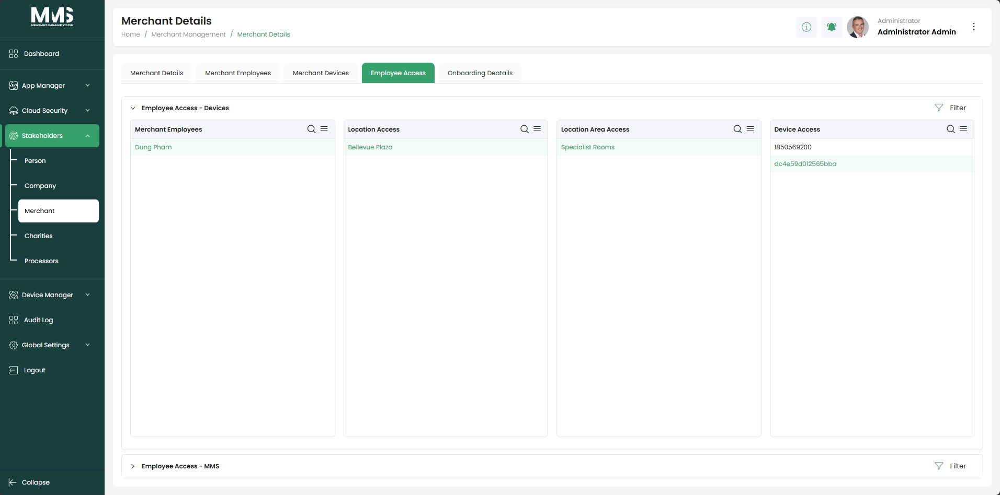 MMS
MERCHANT MANAGER SYSTEM
Dashboard
App Manager
Cloud Security
Stakeholders
Person
Company
Merchant
Charities
Processors
Device Manager
Audit Log
Global Settings
Logout
Collapse
Merchant Details
Home / Merchant Management / Merchant Details
Administrator
Administrator Admin
Merchant Details Merchant Employees Merchant Devices Employee Access Onboarding Deatails
Employee Access - Devices Filter
Merchant Employees Location Access Location Area Access Device Access
Dung Pham Bellevue Plaza Specialist Rooms 1850569200
dc4e59d012565bba
Employee Access - MMS Filter